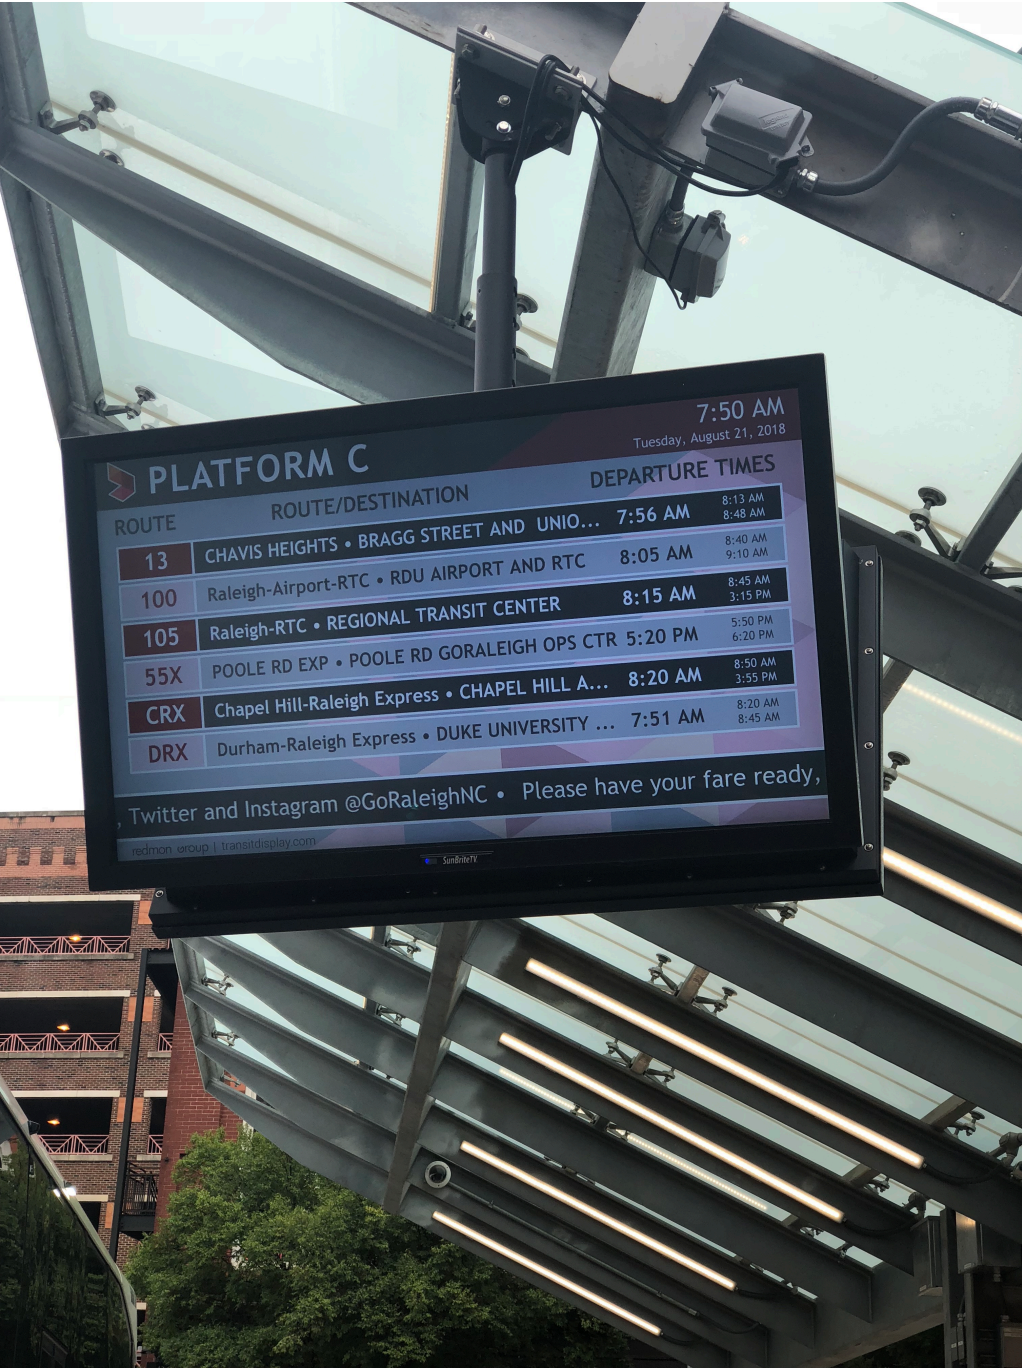 7:50 AM
Tuesday, August 21, 2018
PLATFORM C
ROUTE ROUTE/DESTINATION DEPARTURE TIMES
13 CHAVIS HEIGHTS • BRAGG STREET AND UNIO... 7:56 AM 8:13 AM 8:48 AM
100 Raleigh-Airport-RTC • RDU AIRPORT AND RTC 8:05 AM 8:40 AM 9:10 AM
105 Raleigh-RTC • REGIONAL TRANSIT CENTER 8:15 AM 8:45 AM 3:15 PM
55X POOLE RD EXP • POOLE RD GORALEIGH OPS CTR 5:20 PM 5:50 PM 6:20 PM
CRX Chapel Hill-Raleigh Express • CHAPEL HILL A... 8:20 AM 8:50 AM 3:55 PM
DRX Durham-Raleigh Express • DUKE UNIVERSITY ... 7:51 AM 8:20 AM 8:45 AM
, Twitter and Instagram @GoRaleighNC • Please have your fare ready,
redmon group | transitdisplay.com
SunBriteTV